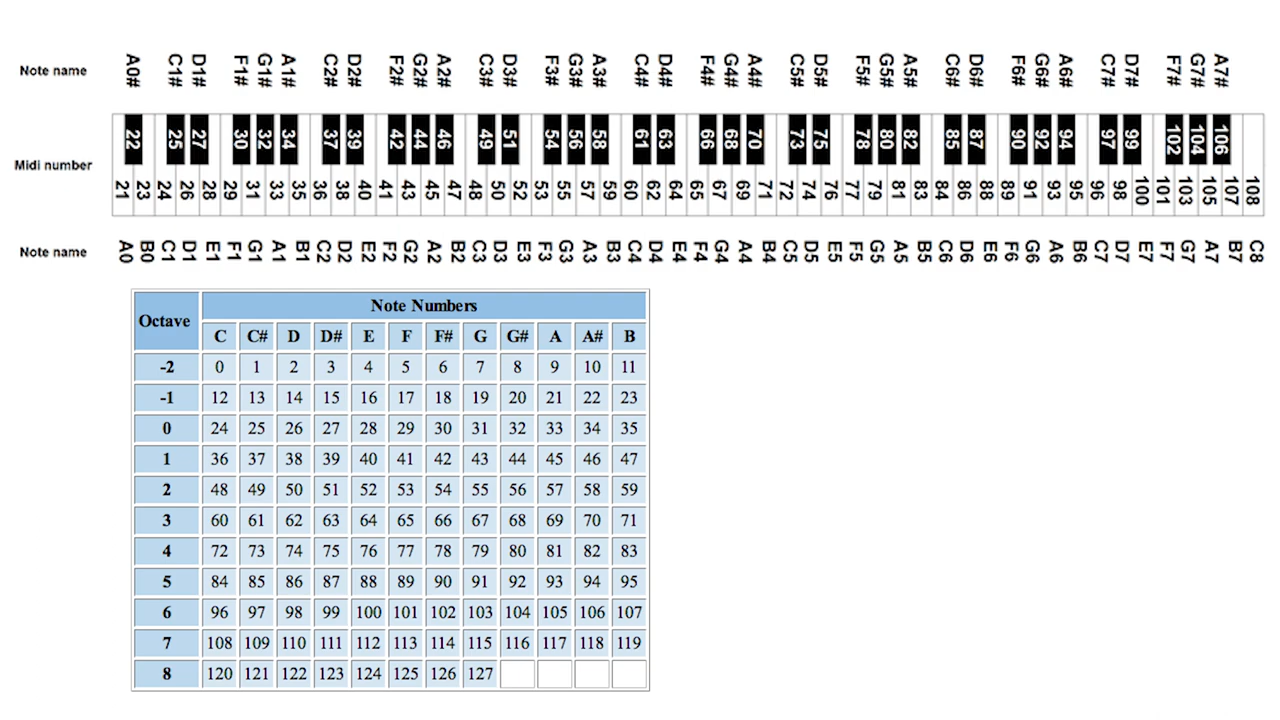 Note name A0# C1# D1# F1# G1# A1# C2# D2# F2# G2# A2# C3# D3# F3# G3# A3# C4# D4# F4# G4# A4# C5# D5# F5# G5# A5# C6# D6# F6# G6# A6# C7# D7# F7# G7# A7#
22 25 27 30 32 34 37 39 42 44 46 49 51 54 56 58 61 63 66 68 70 73 75 78 80 82 85 87 90 92 94 97 99 102 104 106
Midi number
21 23 24 26 28 29 31 33 35 36 38 40 41 43 45 47 48 50 52 53 55 57 59 60 62 64 65 67 69 71 72 74 76 77 79 81 83 84 86 88 89 91 93 95 96 98 100 101 103 105 107 108
Note name A0 B0 C1 D1 E1 F1 G1 A1 B1 C2 D2 E2 F2 G2 A2 B2 C3 D3 E3 F3 G3 A3 B3 C4 D4 E4 F4 G4 A4 B4 C5 D5 E5 F5 G5 A5 B5 C6 D6 E6 F6 G6 A6 B6 C7 D7 E7 F7 G7 A7 B7 C8
Octave Note Numbers
C C# D D# E F F# G G# A A# B
-2 0 1 2 3 4 5 6 7 8 9 10 11
-1 12 13 14 15 16 17 18 19 20 21 22 23
0 24 25 26 27 28 29 30 31 32 33 34 35
1 36 37 38 39 40 41 42 43 44 45 46 47
2 48 49 50 51 52 53 54 55 56 57 58 59
3 60 61 62 63 64 65 66 67 68 69 70 71
4 72 73 74 75 76 77 78 79 80 81 82 83
5 84 85 86 87 88 89 90 91 92 93 94 95
6 96 97 98 99 100 101 102 103 104 105 106 107
7 108 109 110 111 112 113 114 115 116 117 118 119
8 120 121 122 123 124 125 126 127